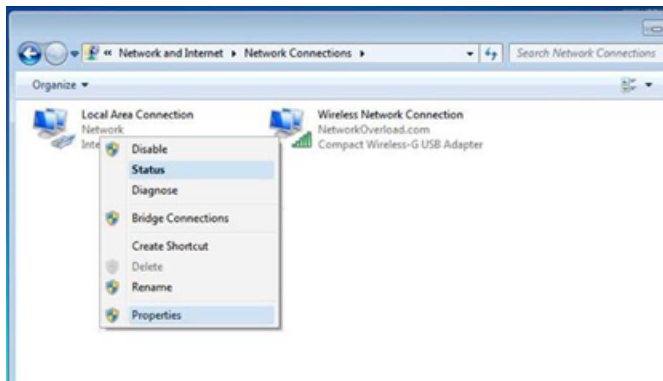 « Network and Internet ▸ Network Connections ▸
Search Network Connections
Organize ▾
Local Area Connection
Network
Inte
Wireless Network Connection
NetworkOverload.com
Compact Wireless-G USB Adapter
Disable
Status
Diagnose
Bridge Connections
Create Shortcut
Delete
Rename
Properties